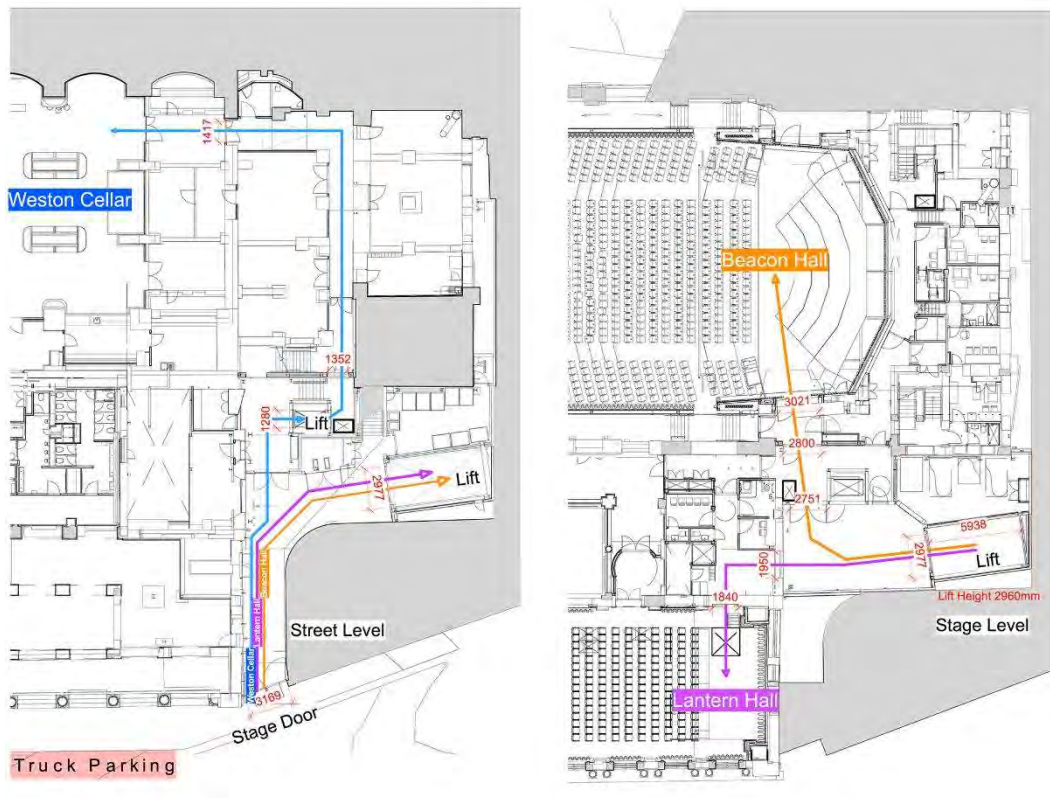 1417
Weston Cellar
1352
1280
Lift
2977
Lift
Beacon Hall
Lantern Hall
Weston Cellar
Street Level
3169
Stage Door
Truck Parking
Beacon Hall
3021
2800
2751
5938
2977
Lift
1950
1840
Lift Height 2960mm
Stage Level
Lantern Hall